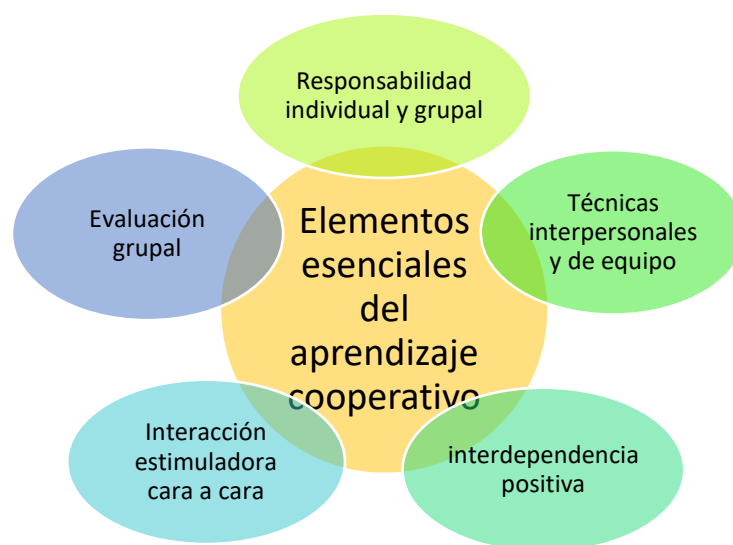 Responsabilidad
individual y grupal
Técnicas
interpersonales
y de equipo
interdependencia
positiva
Interacción
estimuladora
cara a cara
Evaluación
grupal
Elementos
esenciales
del
aprendizaje
cooperativo